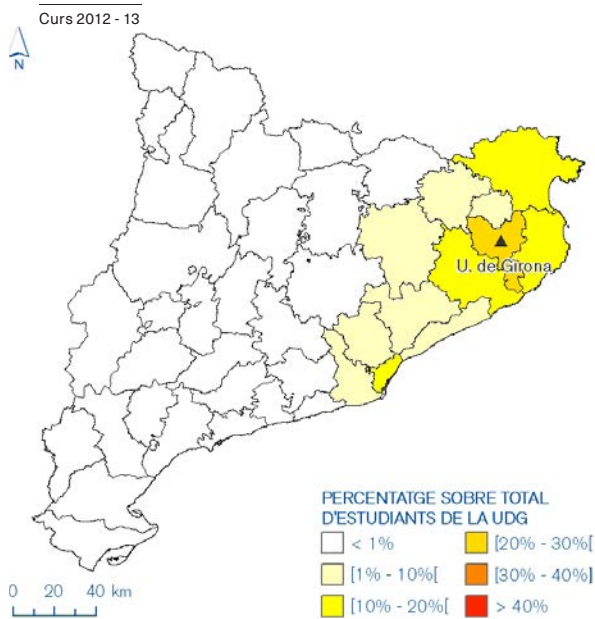 Curs 2012 - 13
N
U. de Girona
PERCENTATGE SOBRE TOTAL
D'ESTUDIANTS DE LA UDG
< 1%
[20% - 30%[
[1% - 10%[
[30% - 40%]
[10% - 20%[
> 40%
0 20 40 km